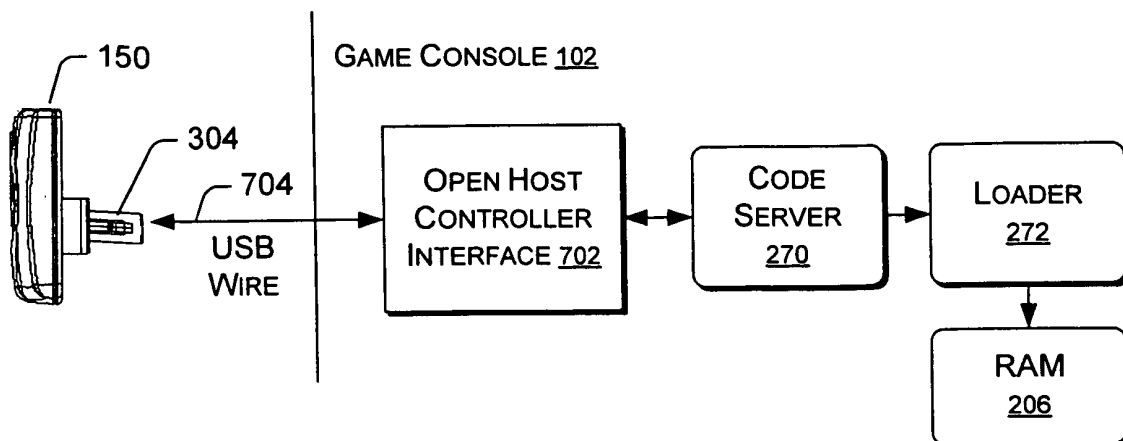 150
304
704
USB
WIRE
GAME CONSOLE 102
OPEN HOST
CONTROLLER
INTERFACE 702
CODE
SERVER
270
LOADER
272
RAM
206